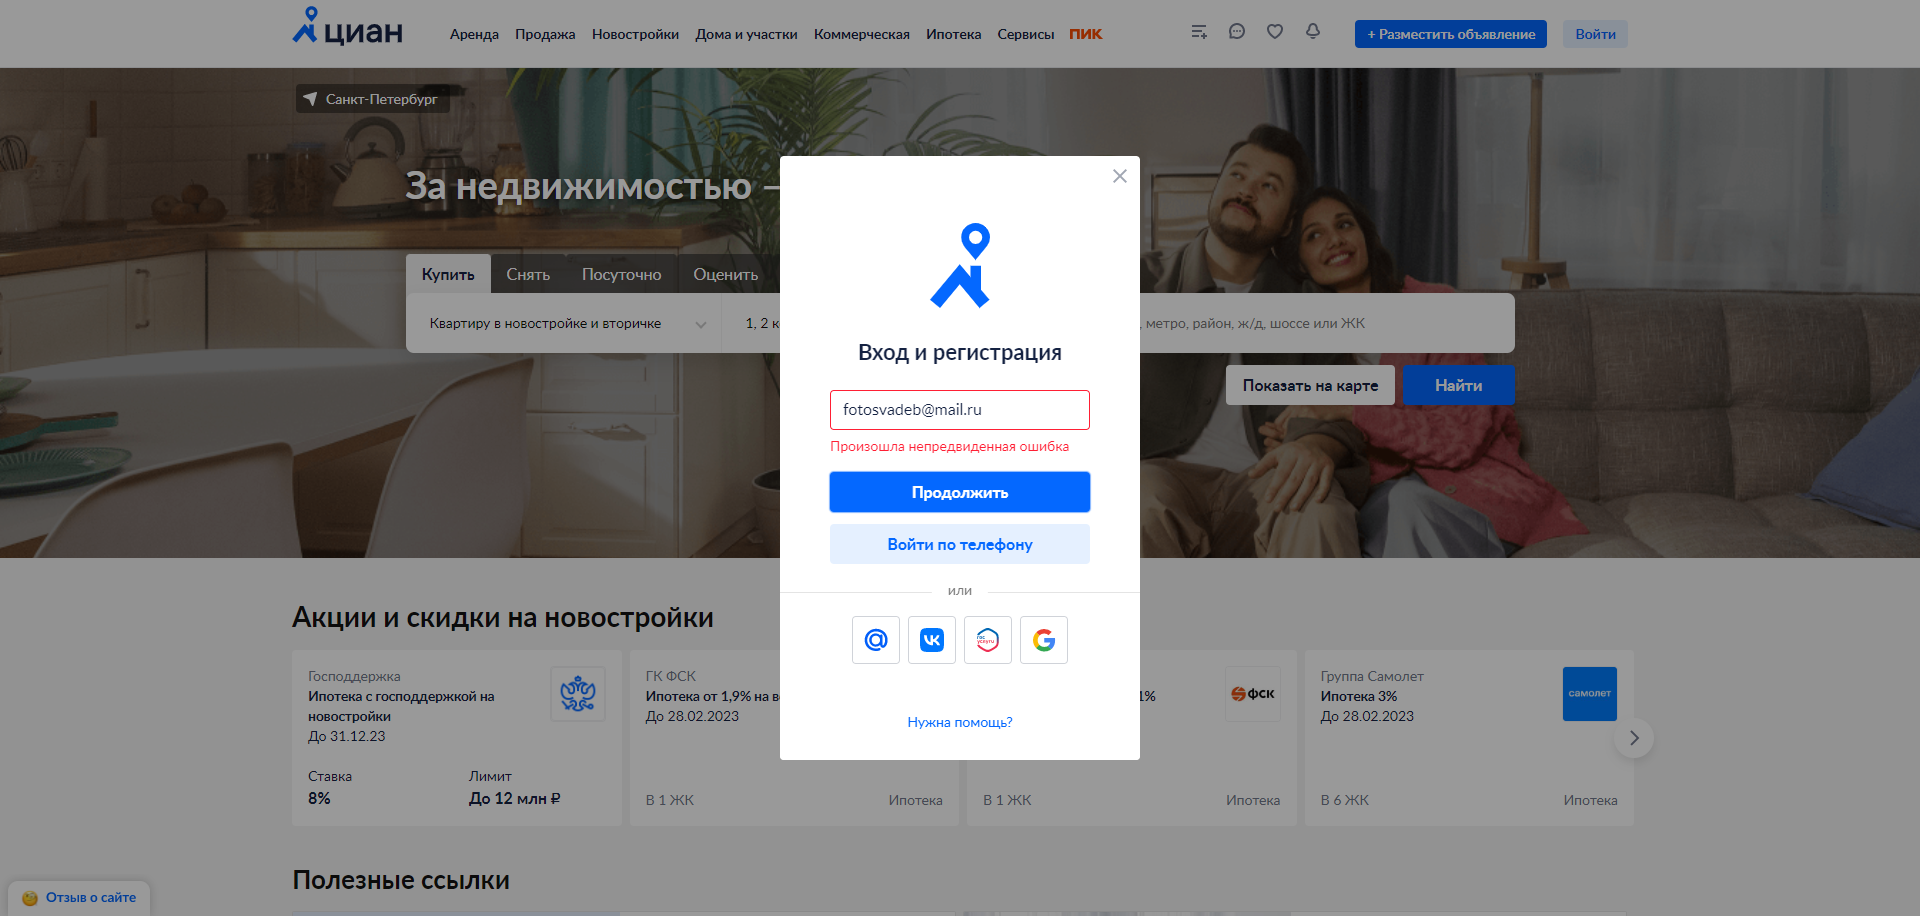 циан
Аренда Продажа Новостройки Дома и участки Коммерческая Ипотека Сервисы ПИК
+ Разместить объявление Войти
Санкт-Петербург
За недвижимостью –
Купить Снять Посуточно Оценить
Квартиру в новостройке и вторичке 1, 2 к , метро, район, ж/д, шоссе или ЖК
Показать на карте Найти
Вход и регистрация
fotosvadeb@mail.ru
Произошла непредвиденная ошибка
Продолжить
Войти по телефону
или
Нужна помощь?
Акции и скидки на новостройки
Господдержка
Ипотека с господдержкой на
новостройки
До 31.12.23
Ставка Лимит
8% До 12 млн ₽
ГК ФСК
Ипотека от 1,9% на в
До 28.02.2023
В 1 ЖК Ипотека
1%
ФСК
В 1 ЖК Ипотека
Группа Самолет
Ипотека 3%
До 28.02.2023
самолет
В 6 ЖК Ипотека
Полезные ссылки
Отзыв о сайте